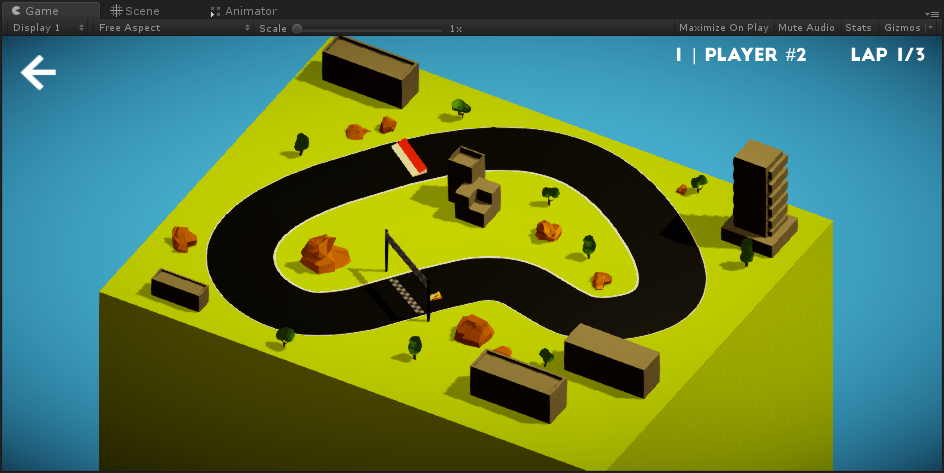 Game Scene Animator
Display 1 Free Aspect Scale 1x Maximize On Play Mute Audio Stats Gizmos
1 | PLAYER #2 LAP 1/3